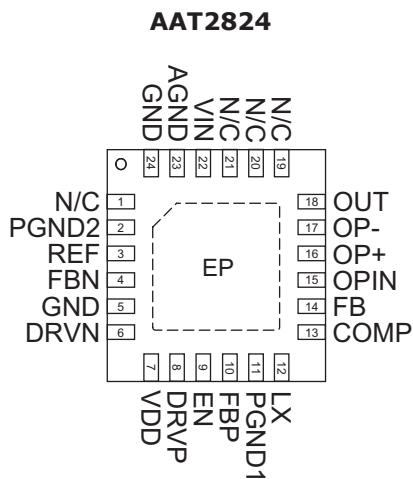 AAT2824
GND
AGND
VIN
N/C
N/C
N/C
24
23
22
21
20
19
N/C 1
PGND2 2
REF 3
FBN 4
GND 5
DRVN 6
EP
18 OUT
17 OP-
16 OP+
15 OPIN
14 FB
13 COMP
7
8
9
10
11
12
VDD
DRVP
EN
FBP
PGND1
LX